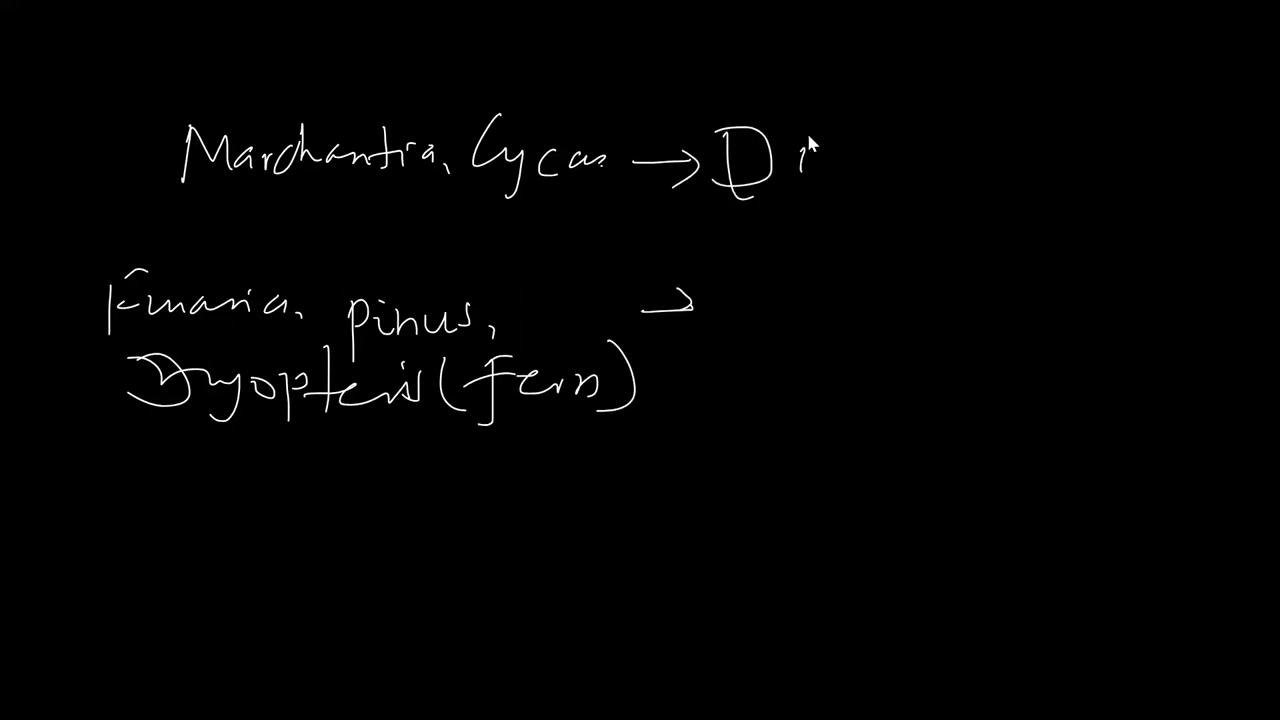 Marchantia, Cycas → D i
Funaria, pinus, →
Dryopteris (fern)